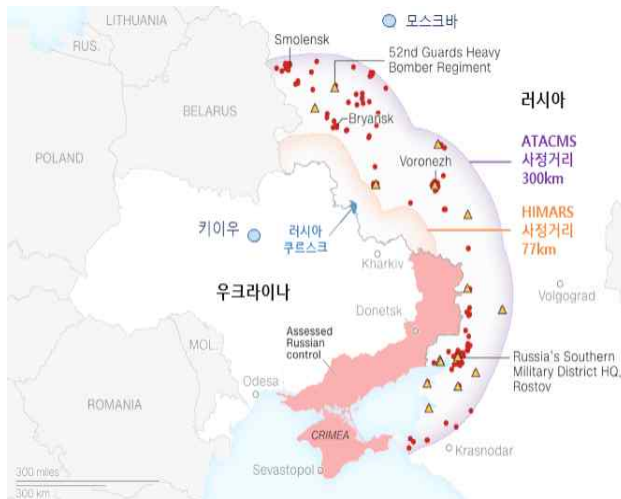 LITHUANIA
모스크바
RUS.
Smolensk
52nd Guards Heavy
Bomber Regiment
BELARUS
Bryansk
러시아
ATACMS
사정거리
300km
POLAND
Voronezh
HIMARS
사정거리
77km
키이우
러시아
쿠르스크
Kharkiv
우크라이나
Volgograd
Donetsk
Assessed
Russian
control
MOL.
Russia's Southern
Military District HQ,
Rostov
Odesa
ROMANIA
CRIMEA
Krasnodar
Sevastopol
300 miles
300 km